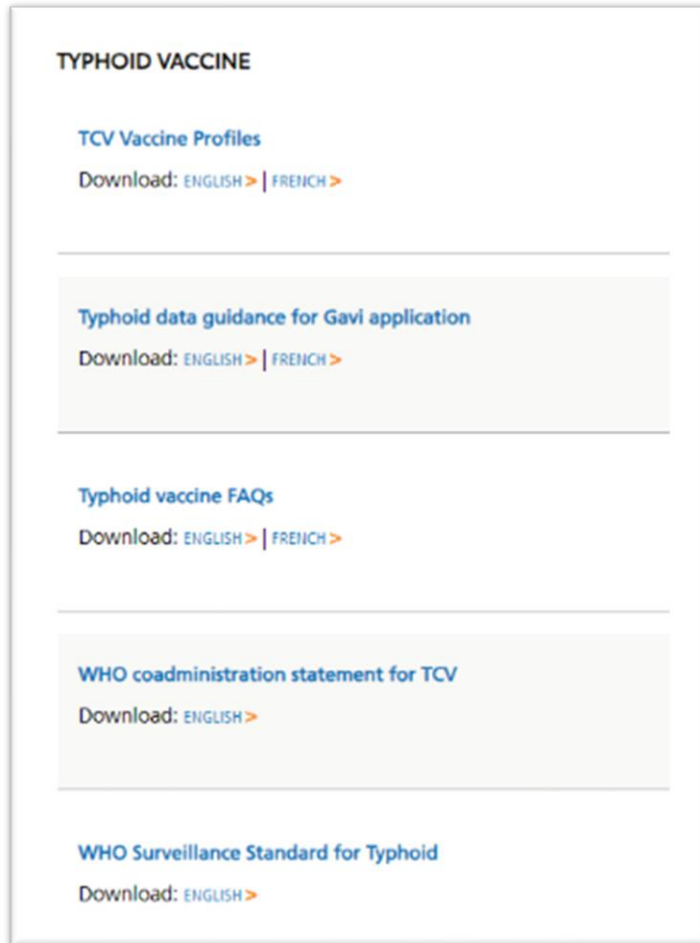 TYPHOID VACCINE
TCV Vaccine Profiles
Download: ENGLISH> | FRENCH>
Typhoid data guidance for Gavi application
Download: ENGLISH> | FRENCH>
Typhoid vaccine FAQs
Download: ENGLISH> | FRENCH>
WHO coadministration statement for TCV
Download: ENGLISH>
WHO Surveillance Standard for Typhoid
Download: ENGLISH>